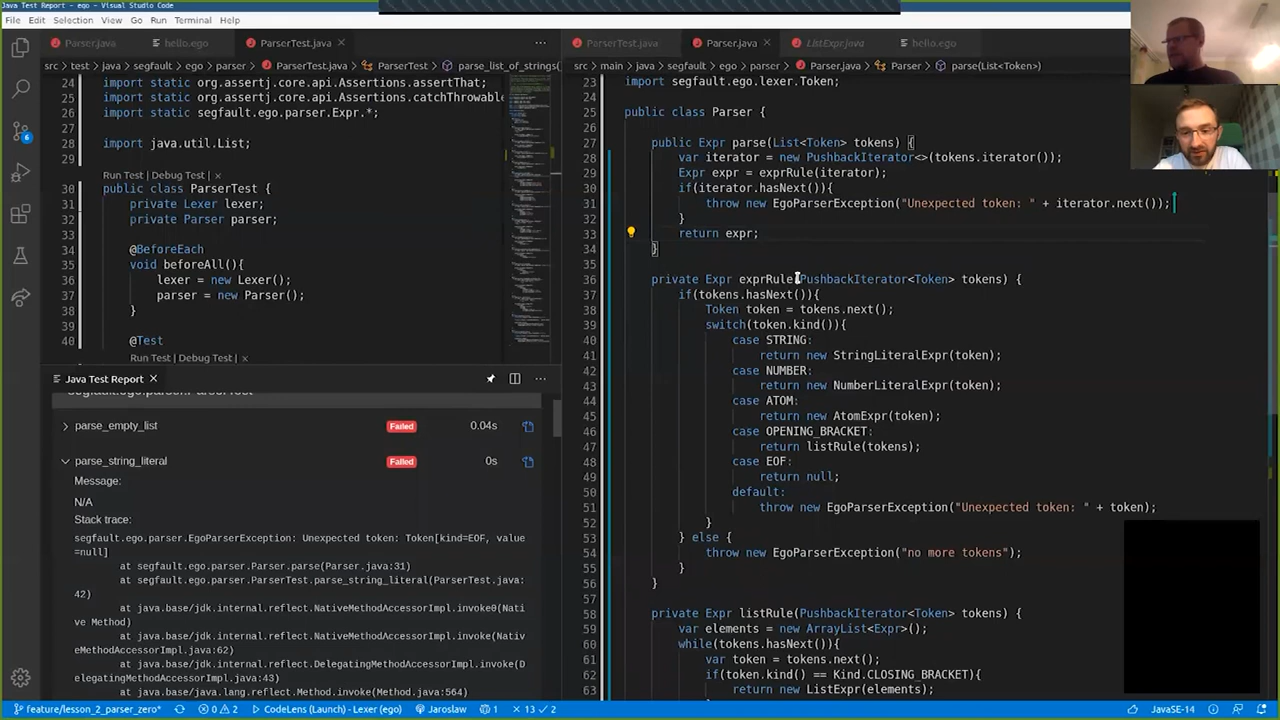 Java Test Report - ego - Visual Studio Code
File Edit Selection View Go Run Terminal Help
Parser.java hello.ego ParserTest.java
src > test > java > segfault > ego > parser > ParserTest.java > ParserTest > parse_list_of_strings()
24 import static org.assertj.core.api.Assertions.assertThat;
25 import static org.assertj.core.api.Assertions.catchThrowable
26 import static segfault.ego.parser.Expr.*;
27
28 import java.util.List;
29
Run Test | Debug Test
30 public class ParserTest {
31 private Lexer lexer;
32 private Parser parser;
33
34 @BeforeEach
35 void beforeAll(){
36 lexer = new Lexer();
37 parser = new Parser();
38 }
39
40 @Test
Run Test | Debug Test
Java Test Report
segfault.ego.parser.ParserTest
parse_empty_list Failed 0.04s
parse_string_literal Failed 0s
Message:
N/A
Stack trace:
segfault.ego.parser.EgoParserException: Unexpected token: Token[kind=EOF, value
=null]
at segfault.ego.parser.Parser.parse(Parser.java:31)
at segfault.ego.parser.ParserTest.parse_string_literal(ParserTest.java:
42)
at java.base/jdk.internal.reflect.NativeMethodAccessorImpl.invoke0(Nati
ve Method)
at java.base/jdk.internal.reflect.NativeMethodAccessorImpl.invoke(Nativ
eMethodAccessorImpl.java:62)
at java.base/jdk.internal.reflect.DelegatingMethodAccessorImpl.invoke(D
elegatingMethodAccessorImpl.java:43)
at java.base/java.lang.reflect.Method.invoke(Method.java:564)
ParserTest.java Parser.java ListExpr.java hello.ego
src > main > java > segfault > ego > parser > Parser.java > Parser > parse(List<Token>)
23 import segfault.ego.lexer.Token;
24
25 public class Parser {
26
27 public Expr parse(List<Token> tokens) {
28 var iterator = new PushbackIterator<>(tokens.iterator());
29 Expr expr = exprRule(iterator);
30 if(iterator.hasNext()){
31 throw new EgoParserException("Unexpected token: " + iterator.next());
32 }
33 return expr;
34 }
35
36 private Expr exprRule(PushbackIterator<Token> tokens) {
37 if(tokens.hasNext()){
38 Token token = tokens.next();
39 switch(token.kind()){
40 case STRING:
41 return new StringLiteralExpr(token);
42 case NUMBER:
43 return new NumberLiteralExpr(token);
44 case ATOM:
45 return new AtomExpr(token);
46 case OPENING_BRACKET:
47 return listRule(tokens);
48 case EOF:
49 return null;
50 default:
51 throw new EgoParserException("Unexpected token: " + token);
52 }
53 } else {
54 throw new EgoParserException("no more tokens");
55 }
56 }
57
58 private Expr listRule(PushbackIterator<Token> tokens) {
59 var elements = new ArrayList<Expr>();
60 while(tokens.hasNext()){
61 var token = tokens.next();
62 if(token.kind() == Kind.CLOSING_BRACKET){
63 return new ListExpr(elements);
6
feature/lesson_2_parser_zero* 0 2 CodeLens (Launch) - Lexer (ego) Jaroslaw 1 13 2 JavaSE-14